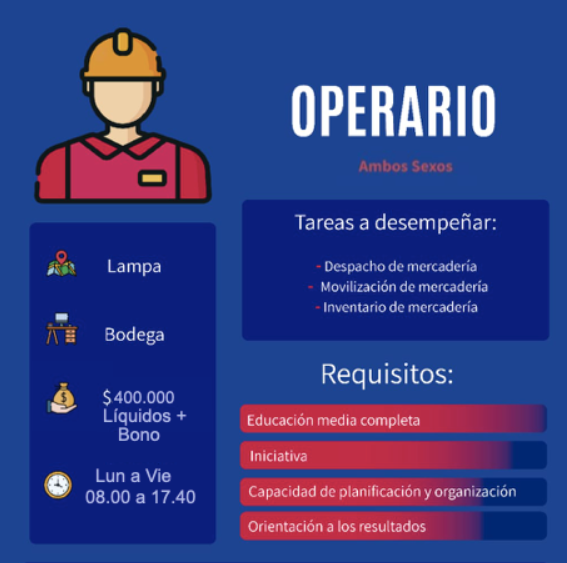 OPERARIO
Ambos Sexos
Tareas a desempeñar:
- Despacho de mercadería
- Movilización de mercadería
- Inventario de mercadería
Lampa
Bodega
$400.000
Líquidos +
Bono
Lun a Vie
08.00 a 17.40
Requisitos:
Educación media completa
Iniciativa
Capacidad de planificación y organización
Orientación a los resultados